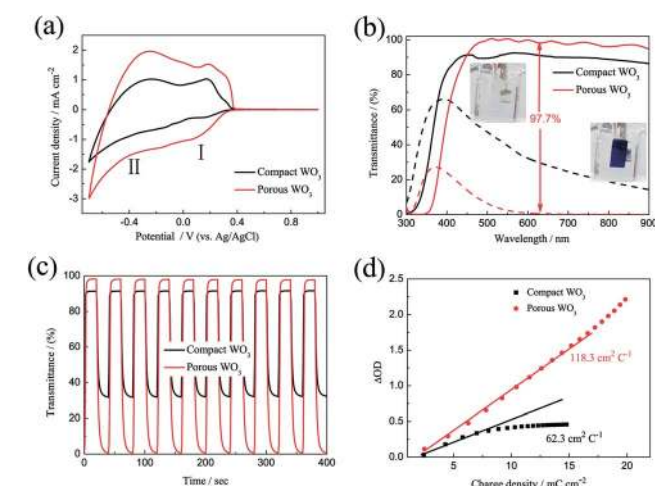 (a)
Current density / mA cm⁻²
2
1
0
-1
-2
-3
II
I
Compact WO₃
Porous WO₃
-0.4
0.0
0.4
0.8
Potential / V (vs. Ag/AgCl)
(b)
Transmittance / (%)
100
80
60
40
20
0
97.7%
Compact WO₃
Porous WO₃
300
400
500
600
700
800
900
Wavelength / nm
(c)
Transmittance / (%)
100
80
60
40
20
0
Compact WO₃
Porous WO₃
0
100
200
300
400
Time / sec
(d)
ΔOD
2.5
2.0
1.5
1.0
0.5
0.0
Compact WO₃
Porous WO₃
118.3 cm² C⁻¹
62.3 cm² C⁻¹
5
10
15
20
Charge density / mC cm⁻²